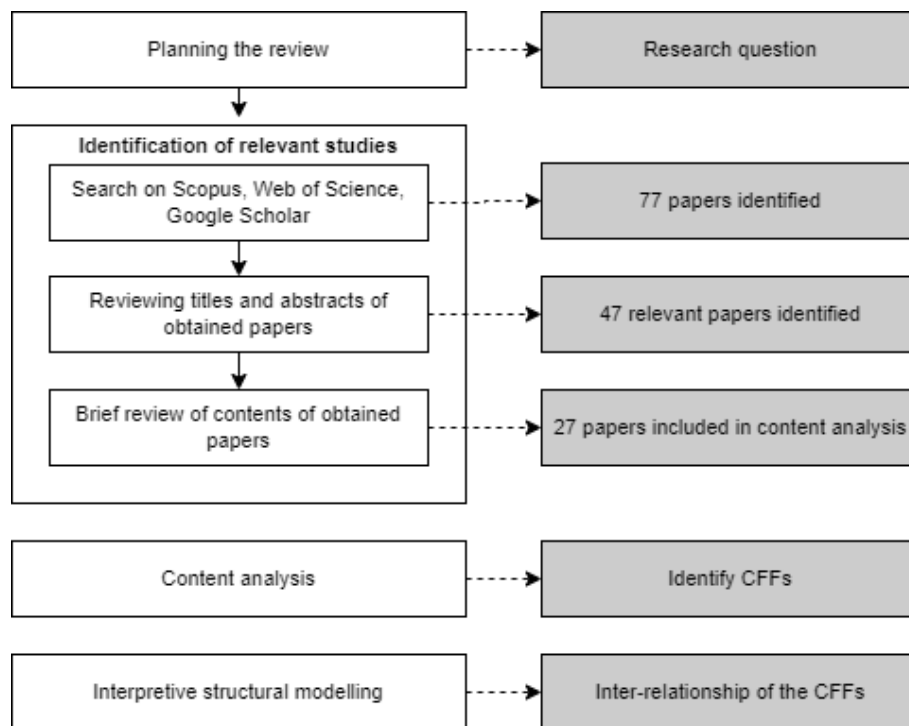 Planning the review
Research question
Identification of relevant studies
Search on Scopus, Web of Science,
Google Scholar
77 papers identified
Reviewing titles and abstracts of
obtained papers
47 relevant papers identified
Brief review of contents of obtained
papers
27 papers included in content analysis
Content analysis
Identify CFFs
Interpretive structural modelling
Inter-relationship of the CFFs